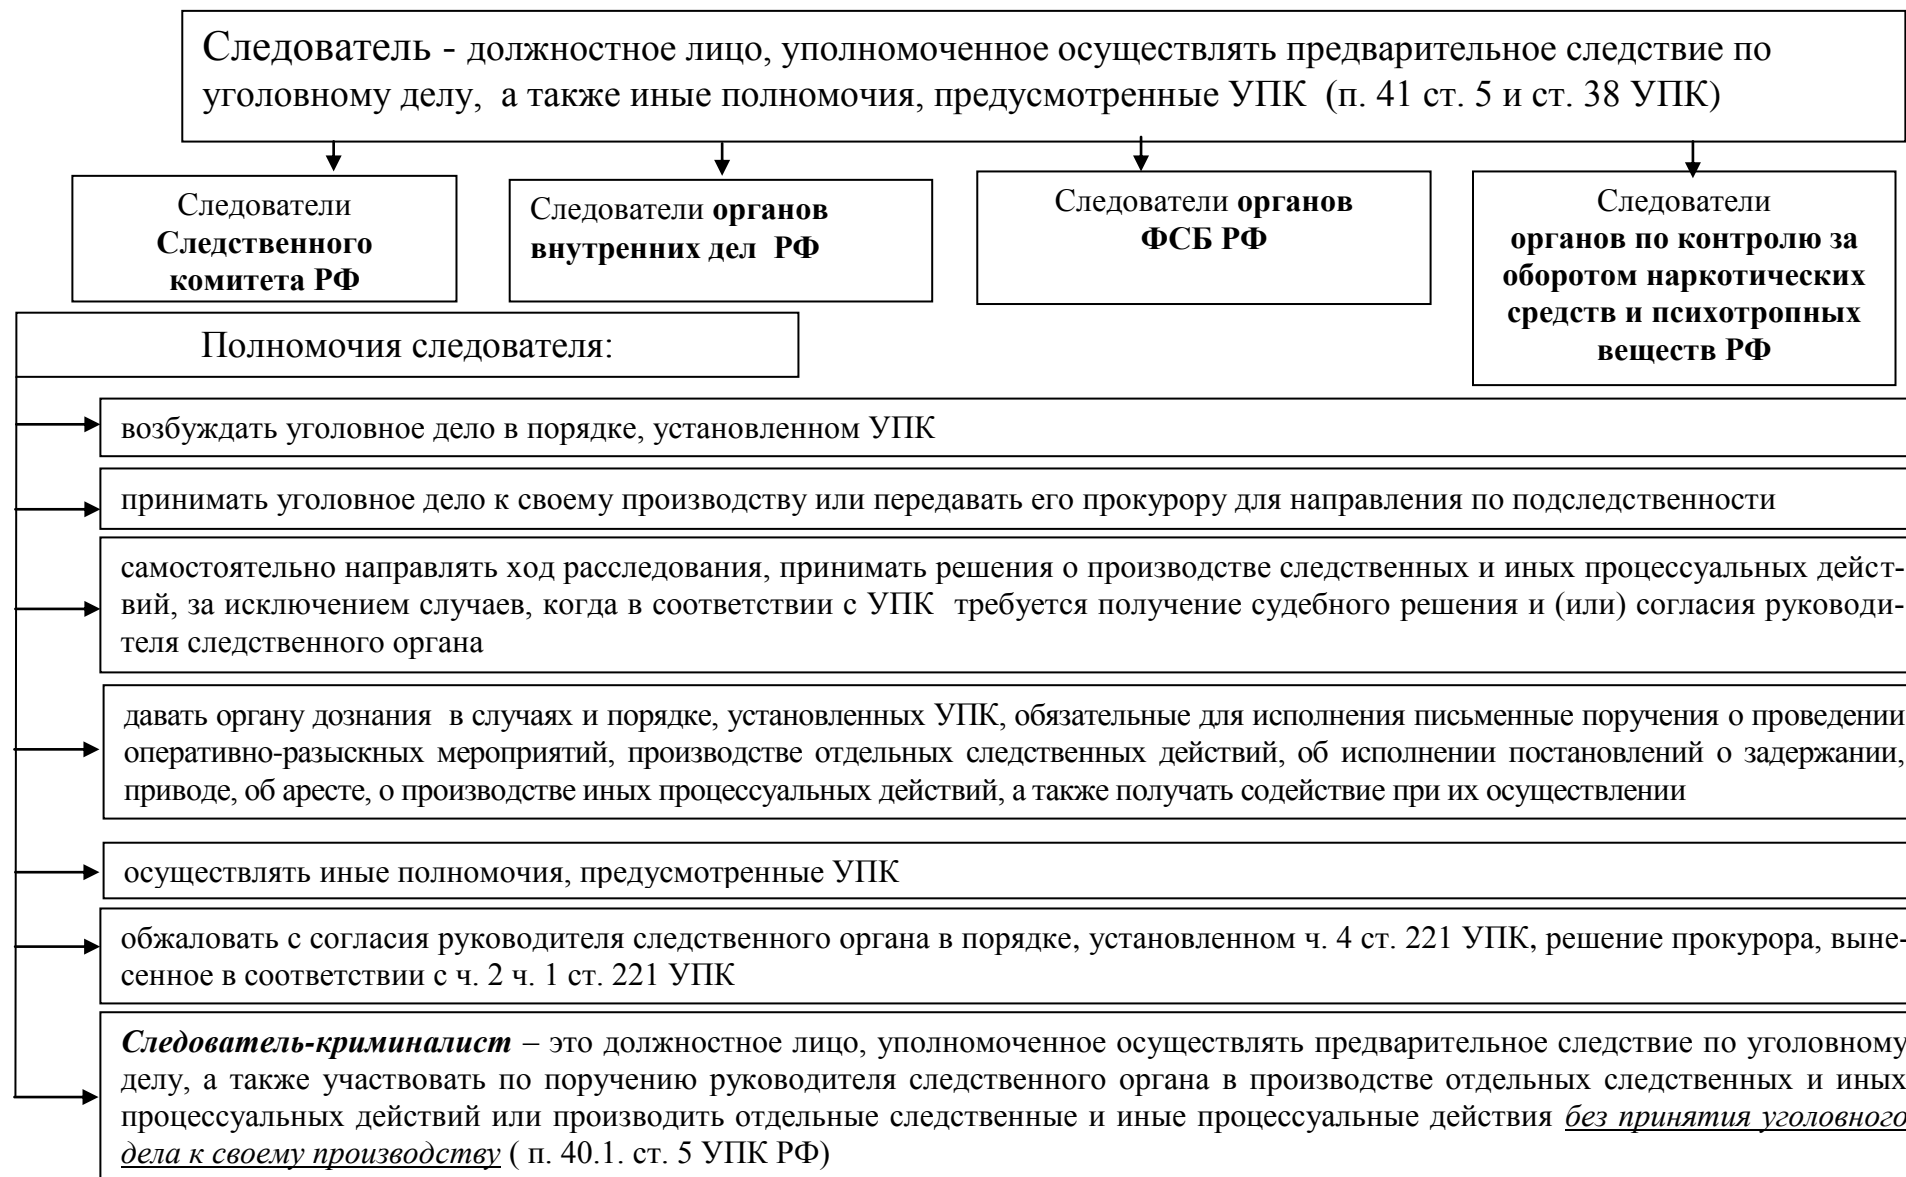 Следователь - должностное лицо, уполномоченное осуществлять предварительное следствие по
уголовному делу, а также иные полномочия, предусмотренные УПК (п. 41 ст. 5 и ст. 38 УПК)
Следователи
Следственного
комитета РФ
Следователи органов
внутренних дел РФ
Следователи органов
ФСБ РФ
Следователи
органов по контролю за
оборотом наркотических
средств и психотропных
веществ РФ
Полномочия следователя:
возбуждать уголовное дело в порядке, установленном УПК
принимать уголовное дело к своему производству или передавать его прокурору для направления по подследственности
самостоятельно направлять ход расследования, принимать решения о производстве следственных и иных процессуальных дейст-
вий, за исключением случаев, когда в соответствии с УПК требуется получение судебного решения и (или) согласия руководи-
теля следственного органа
давать органу дознания в случаях и порядке, установленных УПК, обязательные для исполнения письменные поручения о проведении
оперативно-разыскных мероприятий, производстве отдельных следственных действий, об исполнении постановлений о задержании,
приводе, об аресте, о производстве иных процессуальных действий, а также получать содействие при их осуществлении
осуществлять иные полномочия, предусмотренные УПК
обжаловать с согласия руководителя следственного органа в порядке, установленном ч. 4 ст. 221 УПК, решение прокурора, выне-
сенное в соответствии с ч. 2 ч. 1 ст. 221 УПК
Следователь-криминалист – это должностное лицо, уполномоченное осуществлять предварительное следствие по уголовному
делу, а также участвовать по поручению руководителя следственного органа в производстве отдельных следственных и иных
процессуальных действий или производить отдельные следственные и иные процессуальные действия без принятия уголовного
дела к своему производству ( п. 40.1. ст. 5 УПК РФ)